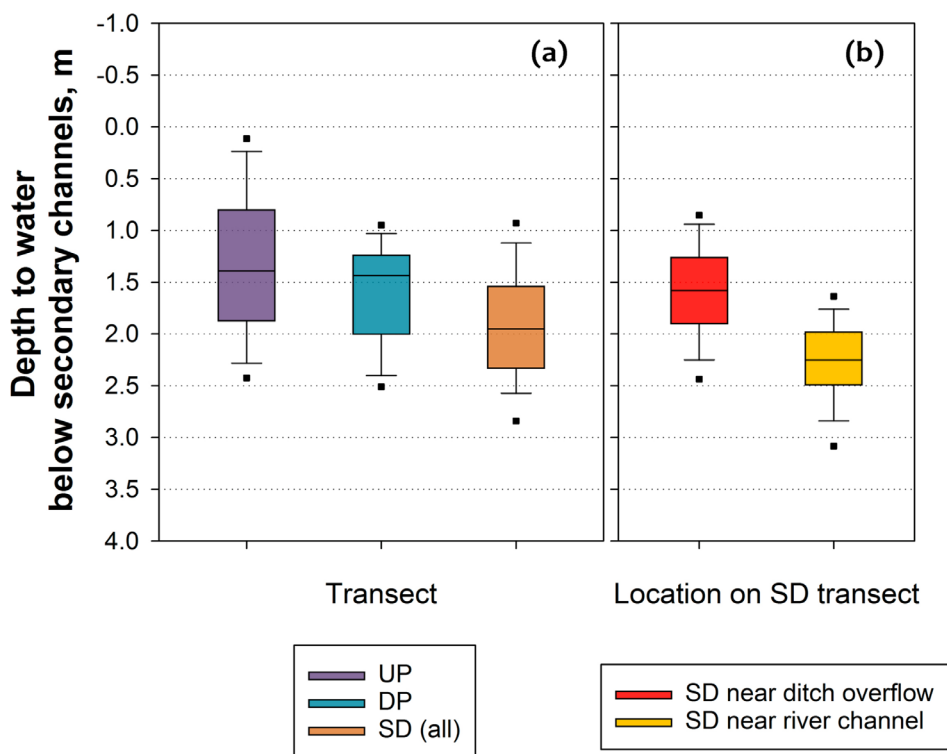 Depth to water
below secondary channels, m
-1.0
-0.5
0.0
0.5
1.0
1.5
2.0
2.5
3.0
3.5
4.0
(a)
(b)
Transect
Location on SD transect
UP
DP
SD (all)
SD near ditch overflow
SD near river channel